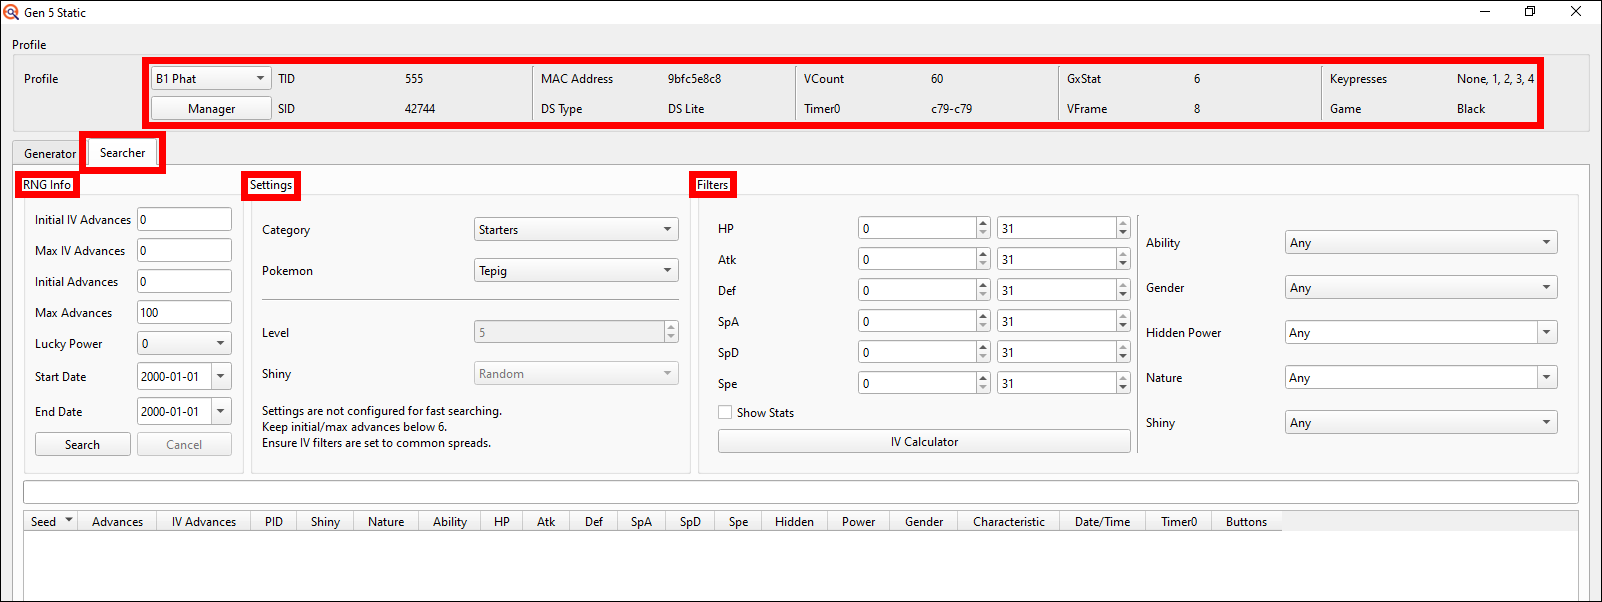 Gen 5 Static
Profile
Profile B1 Phat TID 555 MAC Address 9bfc5e8c8 VCount 60 GxStat 6 Keypresses None, 1, 2, 3, 4
Manager SID 42744 DS Type DS Lite Timer0 c79-c79 VFrame 8 Game Black
Generator Searcher
RNG Info
Initial IV Advances 0
Max IV Advances 0
Initial Advances 0
Max Advances 100
Lucky Power 0
Start Date 2000-01-01
End Date 2000-01-01
Search Cancel
Settings
Category Starters
Pokemon Tepig
Level 5
Shiny Random
Settings are not configured for fast searching.
Keep initial/max advances below 6.
Ensure IV filters are set to common spreads.
Filters
HP 0 31
Atk 0 31
Def 0 31
SpA 0 31
SpD 0 31
Spe 0 31
Show Stats
IV Calculator
Ability Any
Gender Any
Hidden Power Any
Nature Any
Shiny Any
Seed Advances IV Advances PID Shiny Nature Ability HP Atk Def SpA SpD Spe Hidden Power Gender Characteristic Date/Time Timer0 Buttons